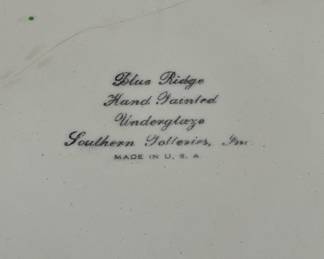 Blue Ridge
Hand Painted
Underglaze
Southern Potteries, Inc.
MADE IN U. S. A